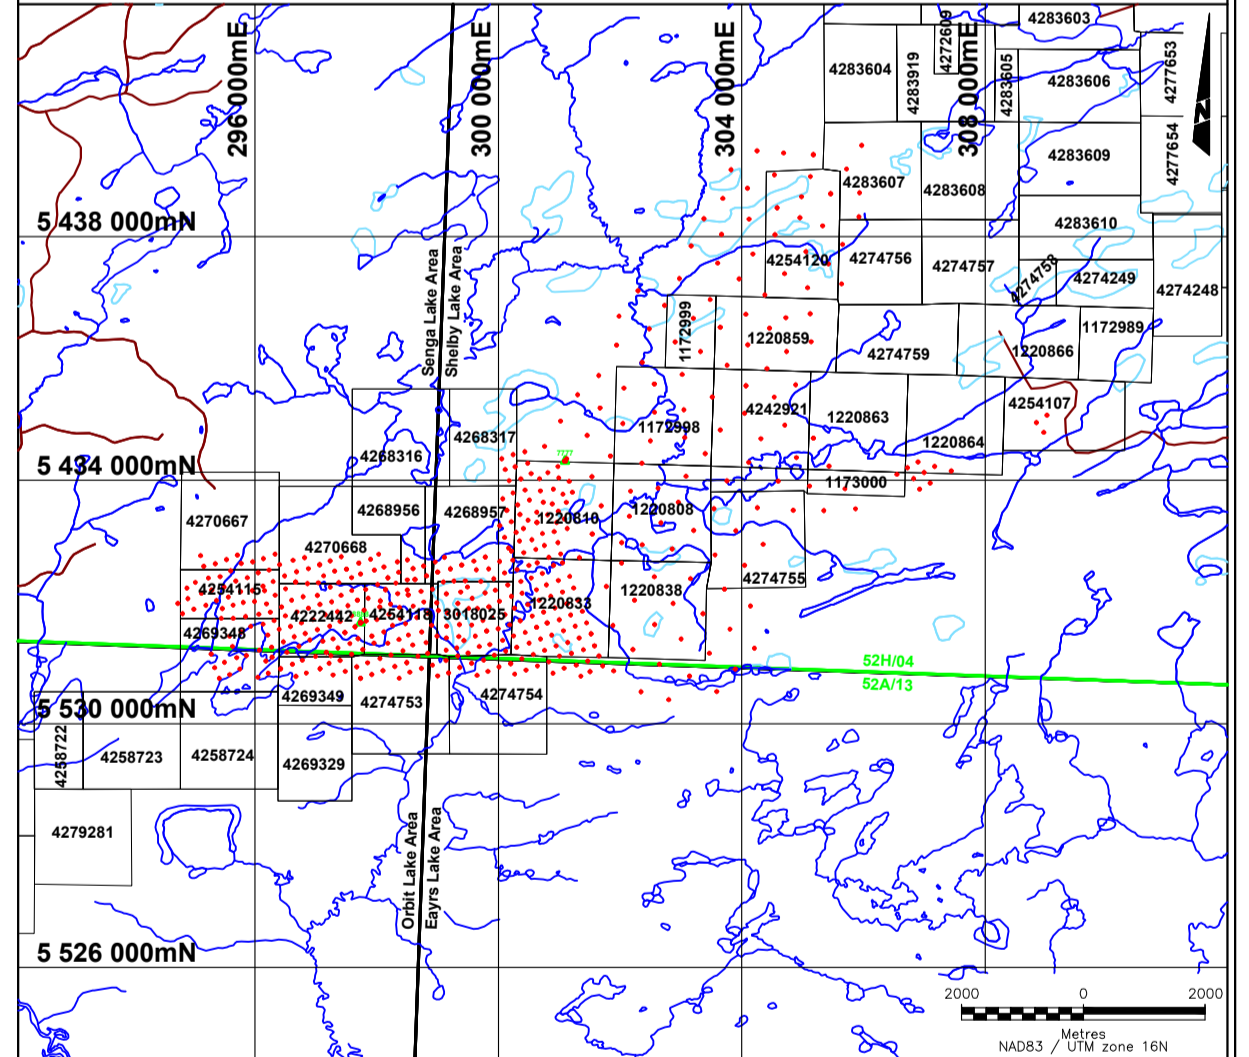 4283603
4272609
296 000mE
300 000mE
304 000mE
308 000mE
4283604
4283919
4283605
4283606
4277653
N
4283609
4277654
4283607
4283608
5 438 000mN
4283610
4254120
4274756
4274757
4274758
4274249
4274248
Senga Lake Area
Shelby Lake Area
1172999
1220859
4274759
1220866
1172989
4254107
4242921
1220863
1172998
1220864
4268317
4268316
5 434 000mN
7777
1173000
4268956
4268957
1220808
4270667
4270668
4274755
4254115
1220838
1220833
4222442
4254118
3018025
4269348
52H/04
52A/13
4269349
4274753
4274754
5 530 000mN
4258722
4258723
4258724
4269329
4279281
Orbit Lake Area
Eayrs Lake Area
5 526 000mN
2000 0 2000
Metres
NAD83 / UTM zone 16N